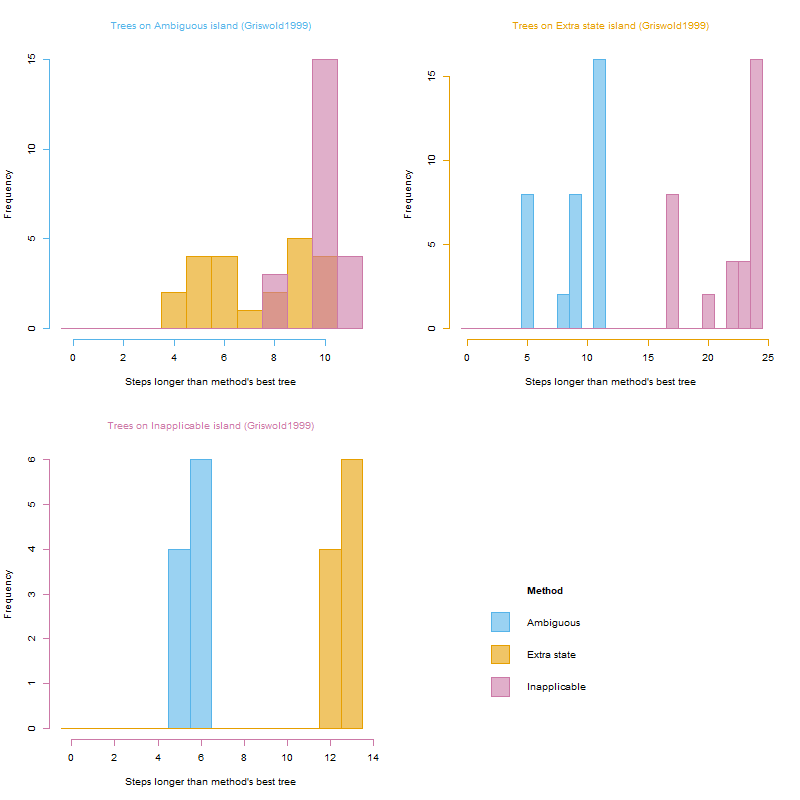 Trees on Ambiguous island (Griswold1999)
Frequency
15
10
5
0
0 2 4 6 8 10
Steps longer than method's best tree
Trees on Extra state island (Griswold1999)
Frequency
15
10
5
0
0 5 10 15 20 25
Steps longer than method's best tree
Trees on Inapplicable island (Griswold1999)
Frequency
6
5
4
3
2
1
0
0 2 4 6 8 10 12 14
Steps longer than method's best tree
Method
Ambiguous
Extra state
Inapplicable